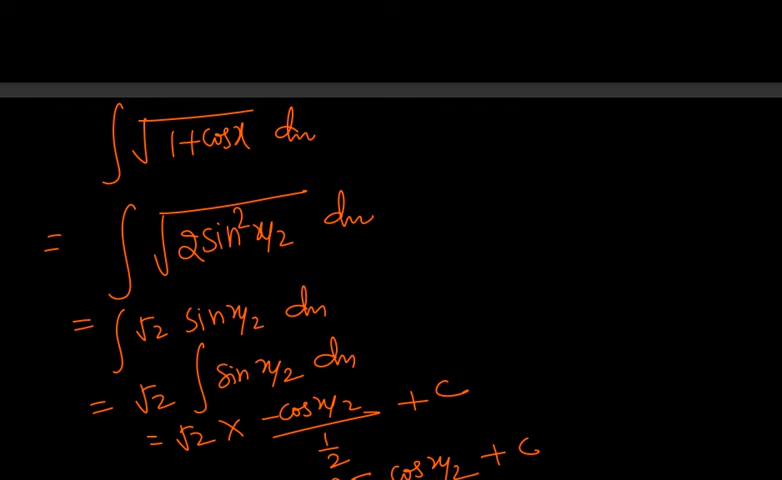 ∫ √(1+cosx) dx
= ∫ √(2sin²x/2) dx
= ∫ √2 sinx/2 dx
= √2 ∫ sinx/2 dx
= √2 × (-cosx/2)/(1/2) + C
cosx/2 + C